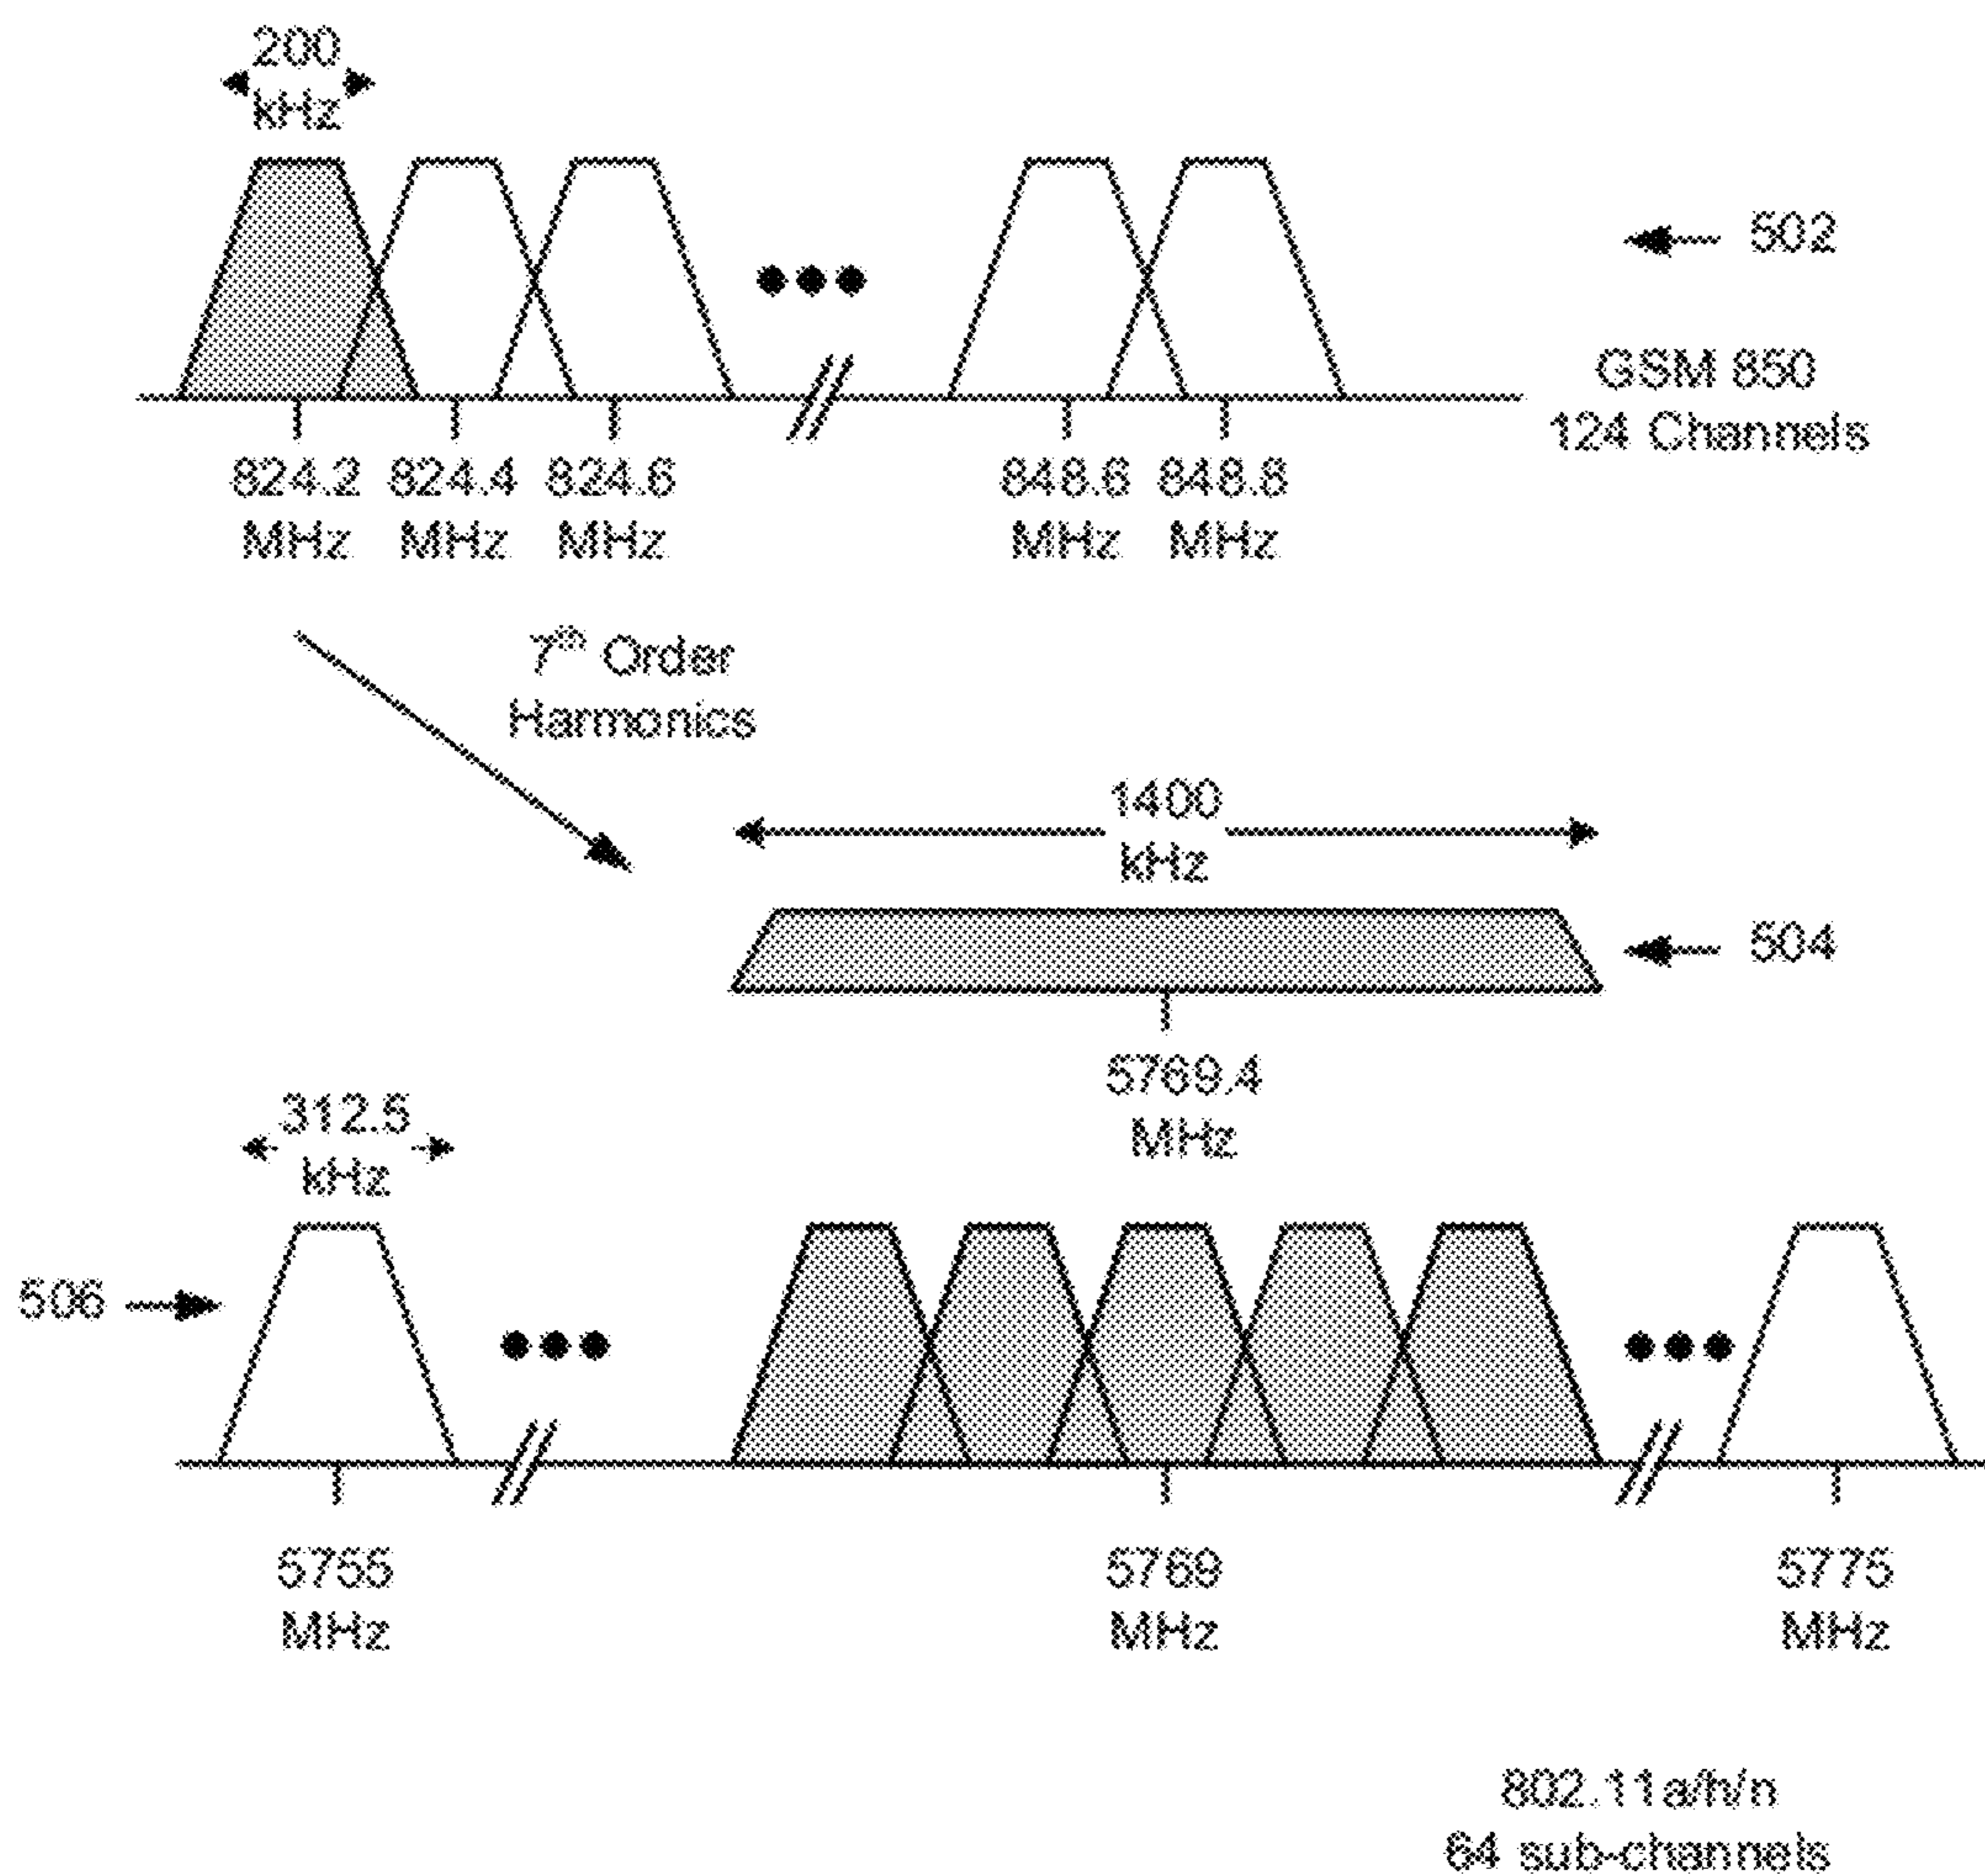 200
kHz
502
GSM 850
124 Channels
824.2 824.4 824.6 848.6 848.8
MHz MHz MHz MHz MHz
7th Order
Harmonics
1400
kHz
504
5769.4
MHz
312.5
kHz
506
5755 5769 5775
MHz MHz MHz
802.11a/h/n
64 sub-channels